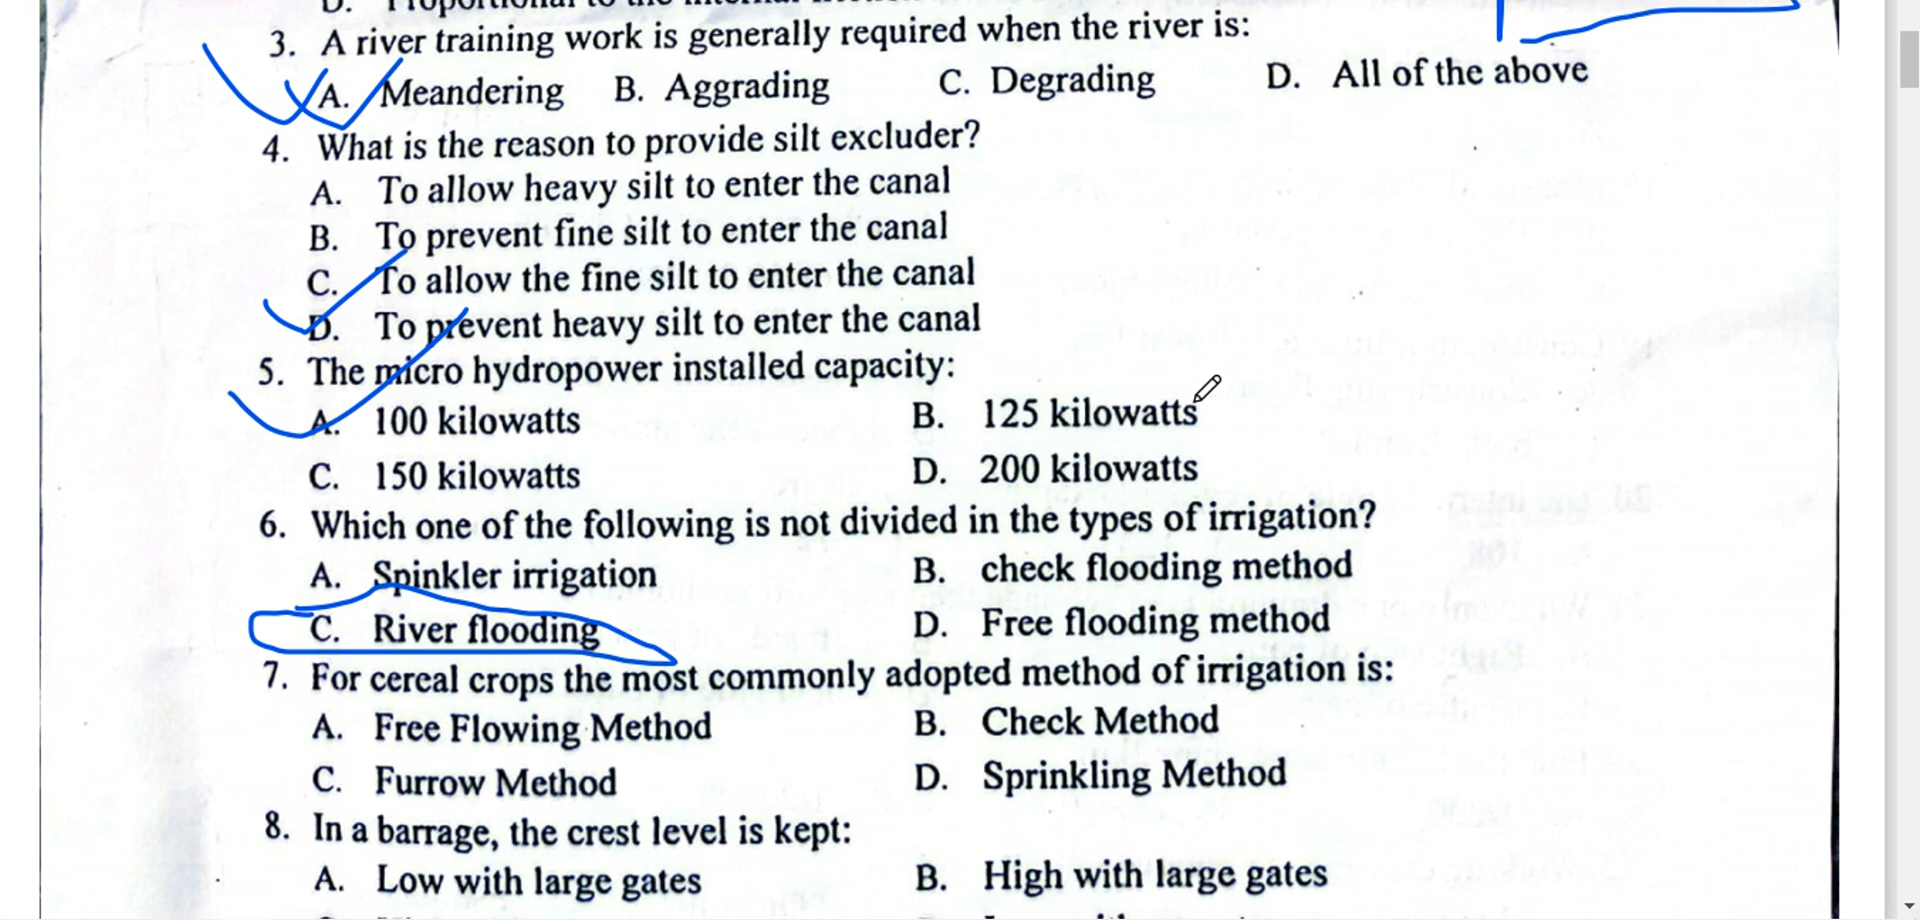 D. Proportional to the internal
3. A river training work is generally required when the river is:
A. Meandering B. Aggrading C. Degrading D. All of the above
4. What is the reason to provide silt excluder?
A. To allow heavy silt to enter the canal
B. To prevent fine silt to enter the canal
C. To allow the fine silt to enter the canal
D. To prevent heavy silt to enter the canal
5. The micro hydropower installed capacity:
A. 100 kilowatts B. 125 kilowatts
C. 150 kilowatts D. 200 kilowatts
6. Which one of the following is not divided in the types of irrigation?
A. Spinkler irrigation B. check flooding method
C. River flooding D. Free flooding method
7. For cereal crops the most commonly adopted method of irrigation is:
A. Free Flowing Method B. Check Method
C. Furrow Method D. Sprinkling Method
8. In a barrage, the crest level is kept:
A. Low with large gates B. High with large gates